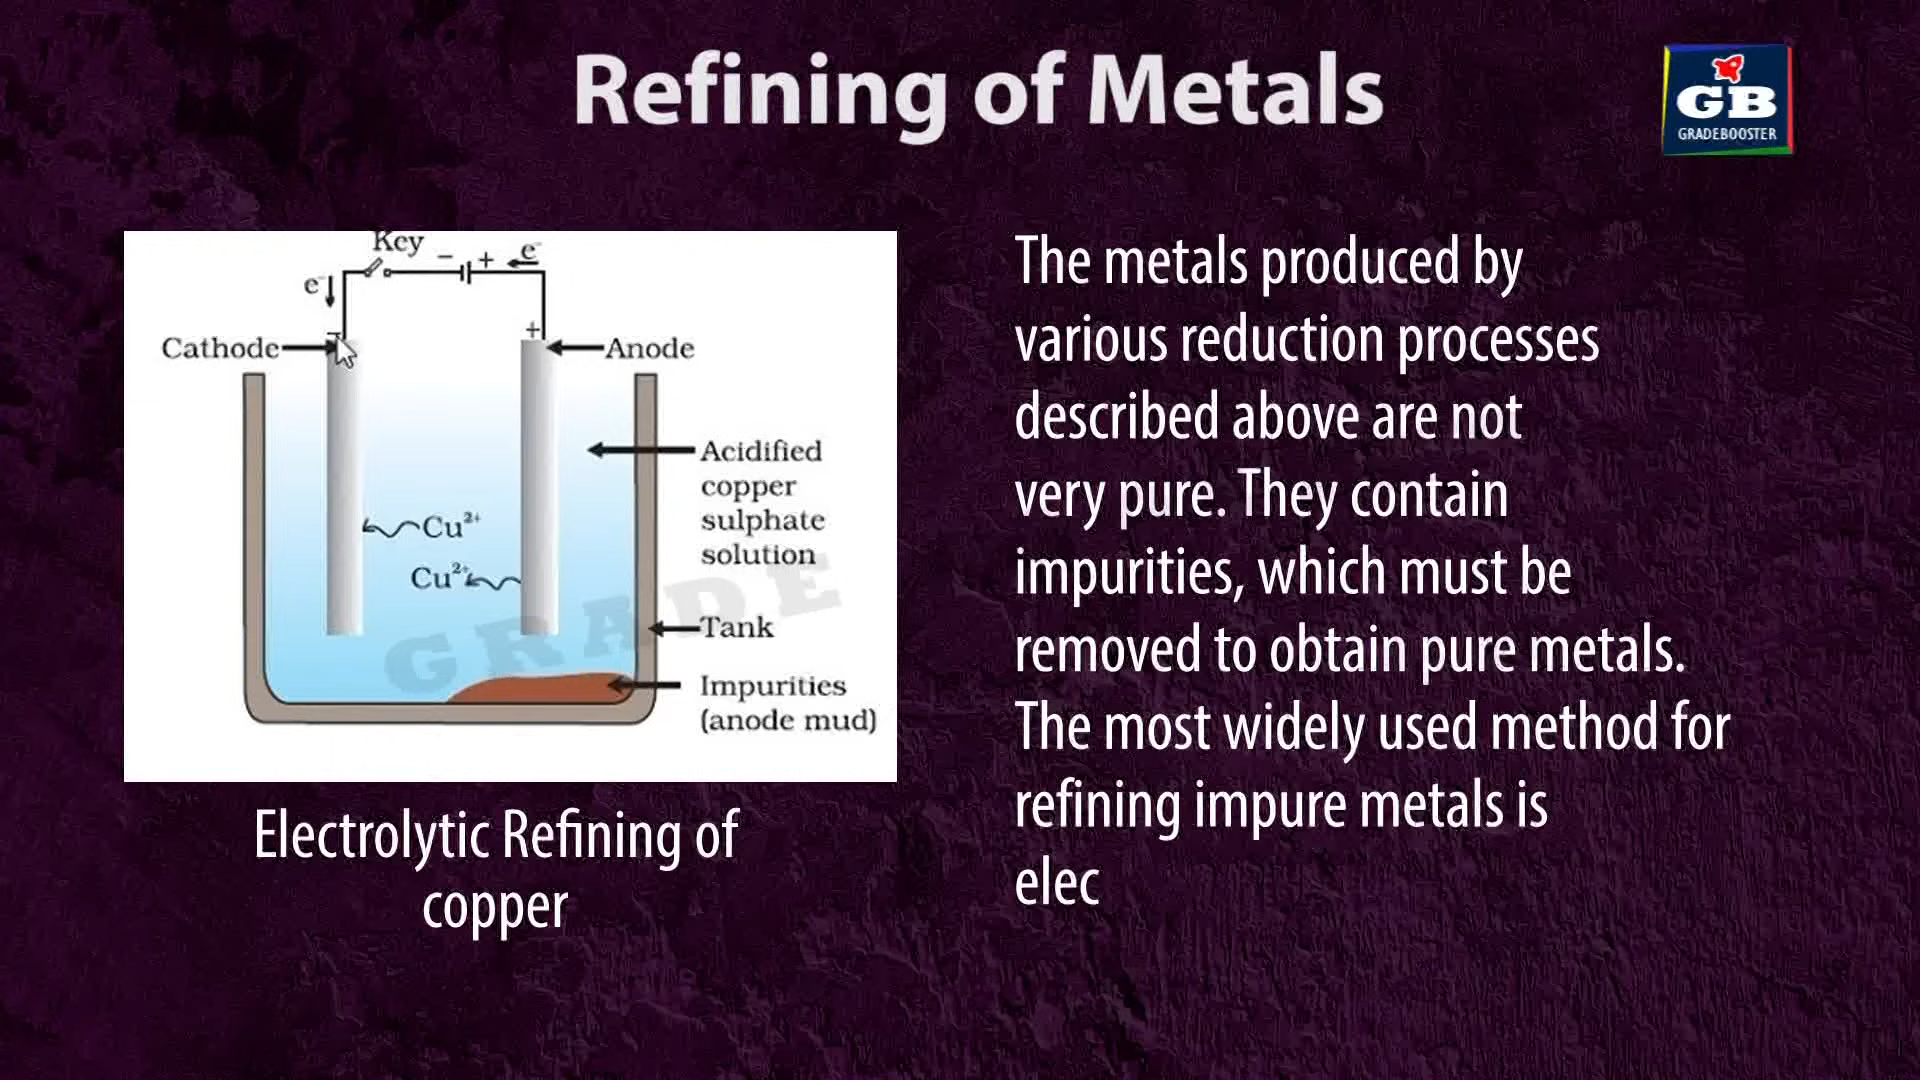 Refining of Metals
GB
GRADEBOOSTER
Key
e⁻
− +
e⁻
−
+
Cathode
Anode
Acidified
copper
sulphate
solution
Cu²⁺
Cu²⁺
GRADE
Tank
Impurities
(anode mud)
Electrolytic Refining of
copper
The metals produced by
various reduction processes
described above are not
very pure. They contain
impurities, which must be
removed to obtain pure metals.
The most widely used method for
refining impure metals is
elec